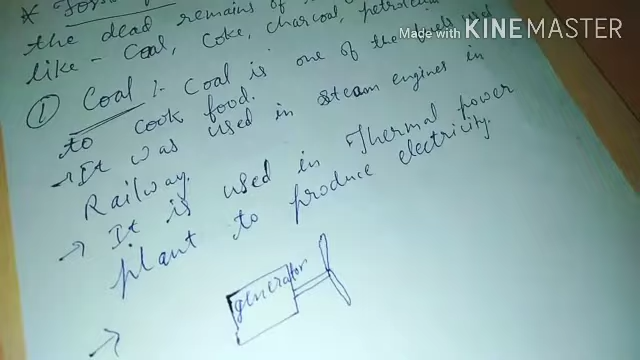 Made with KINEMASTER
the dead remains of
like - Coal, Coke, charcoal, petroleum
① Coal :- Coal is one of the fuels used
to cook food.
→ It was used in steam engines in
Railway.
→ It is used in Thermal power
plant to produce electricity.
generator
→